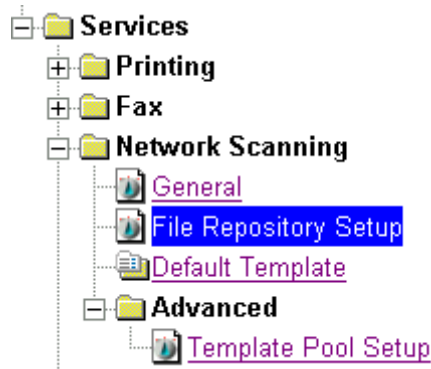 Services
Printing
Fax
Network Scanning
General
File Repository Setup
Default Template
Advanced
Template Pool Setup